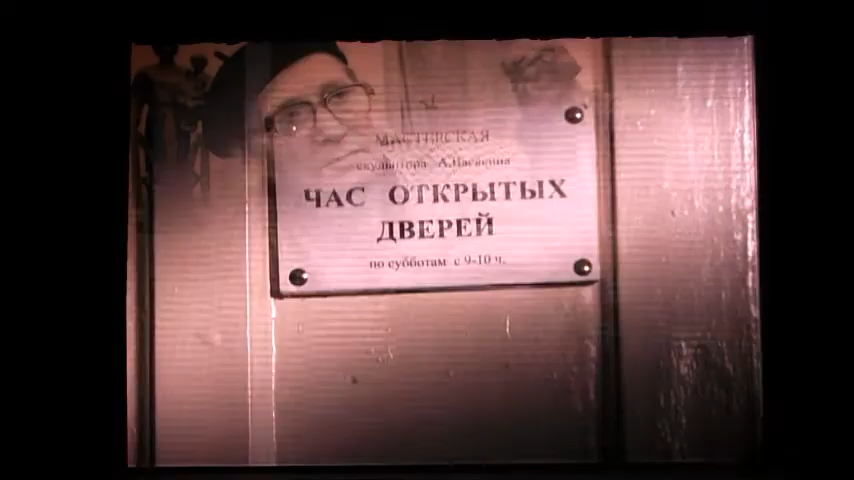 МАСТЕРСКАЯ
скульптора А.
ЧАС ОТКРЫТЫХ
ДВЕРЕЙ
по субботам с 9-10 ч.